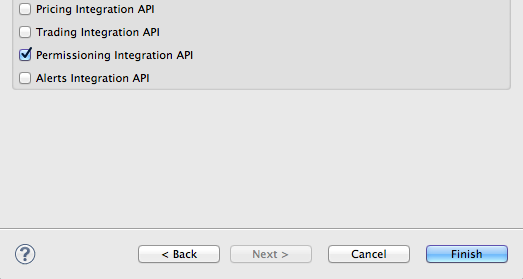 Pricing Integration API
Trading Integration API
Permissioning Integration API
Alerts Integration API
? < Back Next > Cancel Finish